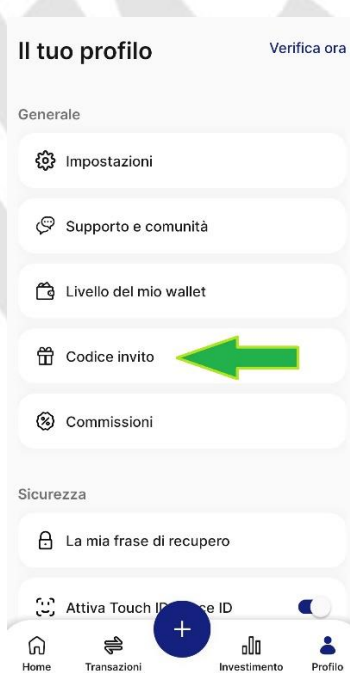 Il tuo profilo
Verifica ora
Generale
Impostazioni
Supporto e comunità
Livello del mio wallet
Codice invito
Commissioni
Sicurezza
La mia frase di recupero
Attiva Touch ID ce ID
Home
Transazioni
Investimento
Profilo